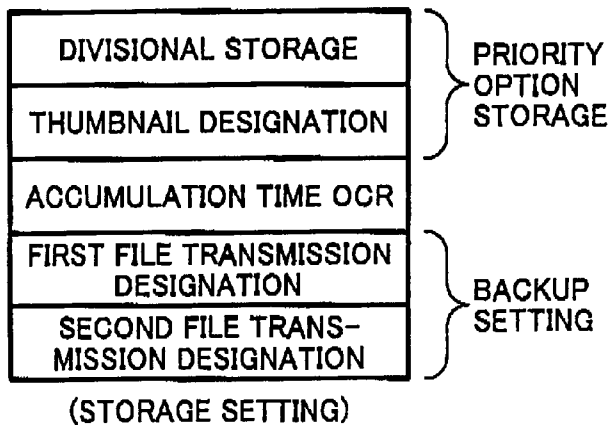 DIVISIONAL STORAGE
THUMBNAIL DESIGNATION
PRIORITY
OPTION
STORAGE
ACCUMULATION TIME OCR
FIRST FILE TRANSMISSION
DESIGNATION
SECOND FILE TRANS-
MISSION DESIGNATION
BACKUP
SETTING
(STORAGE SETTING)